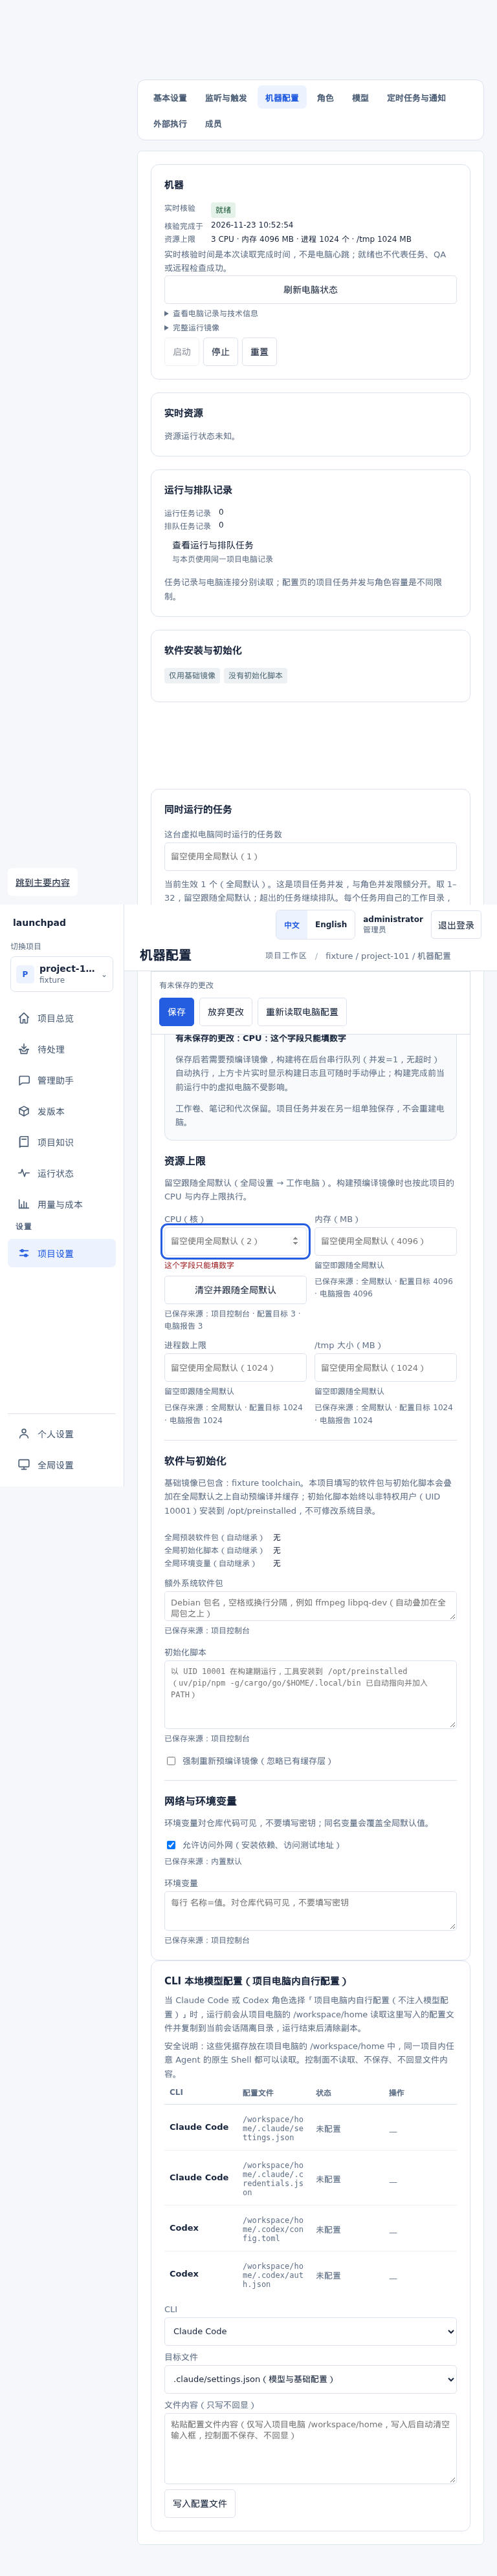 基本设置 监听与触发 机器配置 角色 模型 定时任务与通知
外部执行 成员
机器
实时核验 就绪
核验完成于 2026-11-23 10:52:54
资源上限 3 CPU · 内存 4096 MB · 进程 1024 个 · /tmp 1024 MB
实时核验时间是本次读取完成时间，不是电脑心跳；就绪也不代表任务、QA
或远程检查成功。
刷新电脑状态
▶ 查看电脑记录与技术信息
▶ 完整运行镜像
启动 停止 重置
实时资源
资源运行状态未知。
运行与排队记录
运行任务记录 0
排队任务记录 0
查看运行与排队任务
与本页使用同一项目电脑记录
任务记录与电脑连接分别读取；配置页的项目任务并发与角色容量是不同限
制。
软件安装与初始化
仅用基础镜像 没有初始化脚本
同时运行的任务
这台虚拟电脑同时运行的任务数
留空使用全局默认（1）
当前生效 1 个（全局默认）。这是项目任务并发，与角色并发限额分开。取 1–
32，留空跟随全局默认；超出的任务继续排队。每个任务用自己的工作目录，
跳到主要内容
launchpad
切换项目
P project-1...
fixture
项目总览
待处理
管理助手
发版本
项目知识
运行状态
用量与成本
设置
项目设置
个人设置
全局设置
中文 English administrator
管理员
退出登录
机器配置 项目工作区 / fixture / project-101 / 机器配置
有未保存的更改
保存 放弃更改 重新读取电脑配置
有未保存的更改：CPU：这个字段只能填数字
保存后若需要预编译镜像，构建将在后台串行队列（并发=1，无超时）
自动执行，上方卡片实时显示构建日志且可随时手动停止；构建完成前当
前运行中的虚拟电脑不受影响。
工作卷、笔记和代次保留。项目任务并发在另一组单独保存，不会重建电
脑。
资源上限
留空跟随全局默认（全局设置 → 工作电脑）。构建预编译镜像时也按此项目的
CPU 与内存上限执行。
CPU（核） 内存（MB）
留空使用全局默认（2） 留空使用全局默认（4096）
这个字段只能填数字 留空即跟随全局默认
清空并跟随全局默认 已保存来源：全局默认 · 配置目标 4096
· 电脑报告 4096
已保存来源：项目控制台 · 配置目标 3 ·
电脑报告 3
进程数上限 /tmp 大小（MB）
留空使用全局默认（1024） 留空使用全局默认（1024）
留空即跟随全局默认 留空即跟随全局默认
已保存来源：全局默认 · 配置目标 1024 已保存来源：全局默认 · 配置目标 1024
· 电脑报告 1024 · 电脑报告 1024
软件与初始化
基础镜像已包含：fixture toolchain。本项目填写的软件包与初始化脚本会叠
加在全局默认之上自动预编译并缓存；初始化脚本始终以非特权用户（UID
10001）安装到 /opt/preinstalled，不可修改系统目录。
全局预装软件包（自动继承） 无
全局初始化脚本（自动继承） 无
全局环境变量（自动继承） 无
额外系统软件包
Debian 包名，空格或换行分隔，例如 ffmpeg libpq-dev（自动叠加在全
局包之上）
已保存来源：项目控制台
初始化脚本
以 UID 10001 在构建期运行，工具安装到 /opt/preinstalled
（uv/pip/npm -g/cargo/go/$HOME/.local/bin 已自动指向并加入
PATH）
已保存来源：项目控制台
强制重新预编译镜像（忽略已有缓存层）
网络与环境变量
环境变量对仓库代码可见，不要填写密钥；同名变量会覆盖全局默认值。
允许访问外网（安装依赖、访问测试地址）
已保存来源：内置默认
环境变量
每行 名称=值。对仓库代码可见，不要填写密钥
已保存来源：项目控制台
CLI 本地模型配置（项目电脑内自行配置）
当 Claude Code 或 Codex 角色选择「项目电脑内自行配置（不注入模型配
置）」时，运行前会从项目电脑的 /workspace/home 读取这里写入的配置文
件并复制到当前会话隔离目录，运行结束后清除副本。
安全说明：这些凭据存放在项目电脑的 /workspace/home 中，同一项目内任
意 Agent 的原生 Shell 都可以读取。控制面不读取、不保存、不回显文件内
容。
CLI 配置文件 状态 操作
Claude Code /workspace/ho
me/.claude/se
ttings.json 未配置 —
Claude Code /workspace/ho
me/.claude/.c
redentials.js
on 未配置 —
Codex /workspace/ho
me/.codex/con
fig.toml 未配置 —
Codex /workspace/ho
me/.codex/aut
h.json 未配置 —
CLI
Claude Code
目标文件
.claude/settings.json（模型与基础配置）
文件内容（只写不回显）
粘贴配置文件内容（仅写入项目电脑 /workspace/home，写入后自动清空
输入框，控制面不保存、不回显）
写入配置文件